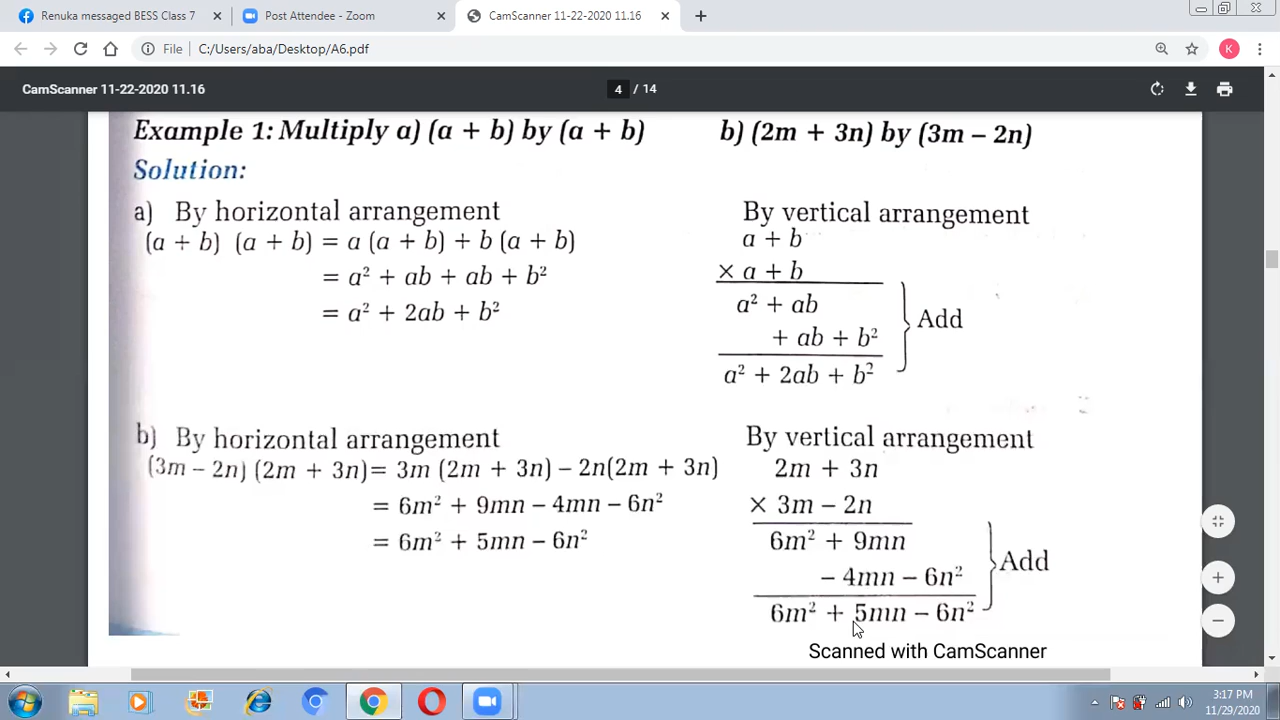 Renuka messaged BESS Class 7
Post Attendee - Zoom
CamScanner 11-22-2020 11.16
File
C:/Users/aba/Desktop/A6.pdf
K
CamScanner 11-22-2020 11.16
4 / 14
Example 1: Multiply a) (a + b) by (a + b)
b) (2m + 3n) by (3m – 2n)
Solution:
a) By horizontal arrangement
(a + b) (a + b) = a (a + b) + b (a + b)
= a² + ab + ab + b²
= a² + 2ab + b²
By vertical arrangement
a + b
× a + b
a² + ab
+ ab + b²
Add
a² + 2ab + b²
b) By horizontal arrangement
(3m – 2n) (2m + 3n) = 3m (2m + 3n) – 2n(2m + 3n)
= 6m² + 9mn – 4mn – 6n²
= 6m² + 5mn – 6n²
By vertical arrangement
2m + 3n
× 3m – 2n
6m² + 9mn
– 4mn – 6n²
Add
6m² + 5mn – 6n²
Scanned with CamScanner
3:17 PM
11/29/2020